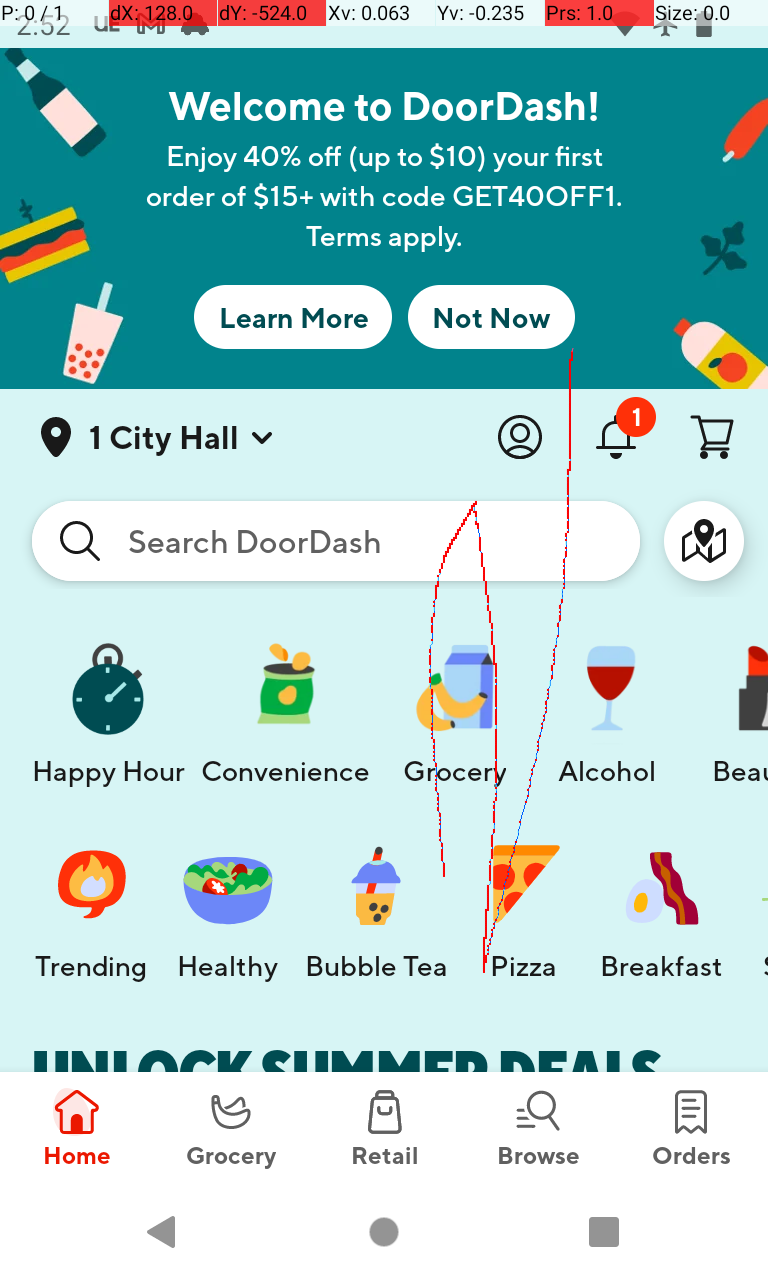 P: 0 / 1 dX: 128.0 dY: -524.0 Xv: 0.063 Yv: -0.235 Prs: 1.0 Size: 0.0
2:52 UE
Welcome to DoorDash!
Enjoy 40% off (up to $10) your first
order of $15+ with code GET40OFF1.
Terms apply.
Learn More Not Now
1 City Hall 1
Search DoorDash
Happy Hour Convenience Grocery Alcohol
Trending Healthy Bubble Tea Pizza Breakfast
UNLOCK SUMMER DEALS
Home Grocery Retail Browse Orders